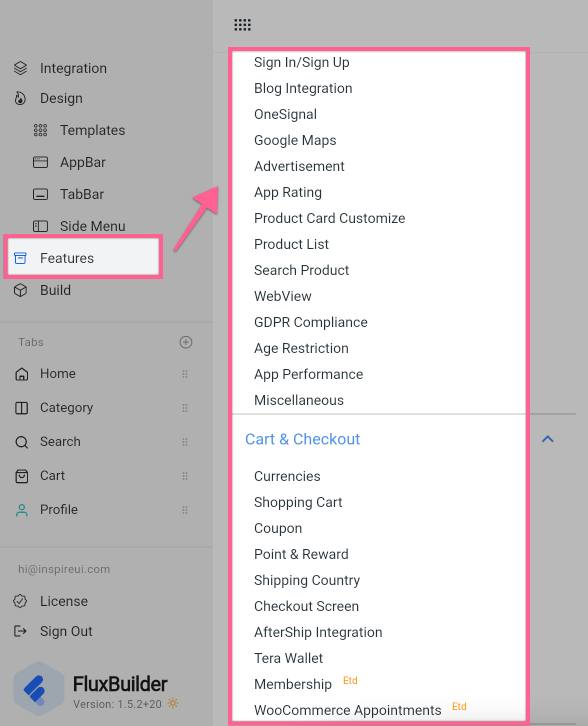 Integration
Design
Templates
AppBar
TabBar
Side Menu
Features
Build
Tabs
Home
Category
Search
Cart
Profile
hi@inspireui.com
License
Sign Out
FluxBuilder
Version: 1.5.2+20
Sign In/Sign Up
Blog Integration
OneSignal
Google Maps
Advertisement
App Rating
Product Card Customize
Product List
Search Product
WebView
GDPR Compliance
Age Restriction
App Performance
Miscellaneous
Cart & Checkout
Currencies
Shopping Cart
Coupon
Point & Reward
Shipping Country
Checkout Screen
AfterShip Integration
Tera Wallet
Membership Etd
WooCommerce Appointments Etd